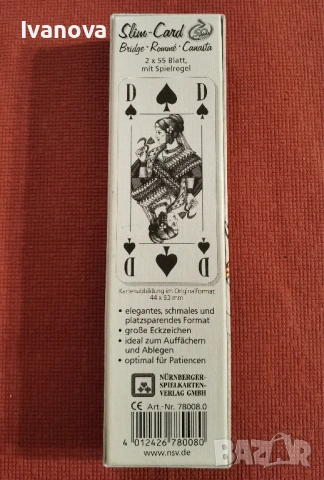 Ivanova
Slim-Card
Bridge · Rommé · Canasta
2 x 55 Blatt,
mit Spielregel
D D
D D
Kartenabbildung im Originalformat
44 x 93 mm
• elegantes, schmales und
platzsparendes Format
• große Eckzeichen
• ideal zum Auffächern
und Ablegen
• optimal für Patiencen
NÜRNBERGER-
SPIELKARTEN-
VERLAG GMBH
CE Art.-Nr. 78008.0
4 012426 780080
www.nsv.de
BAZAR.BG